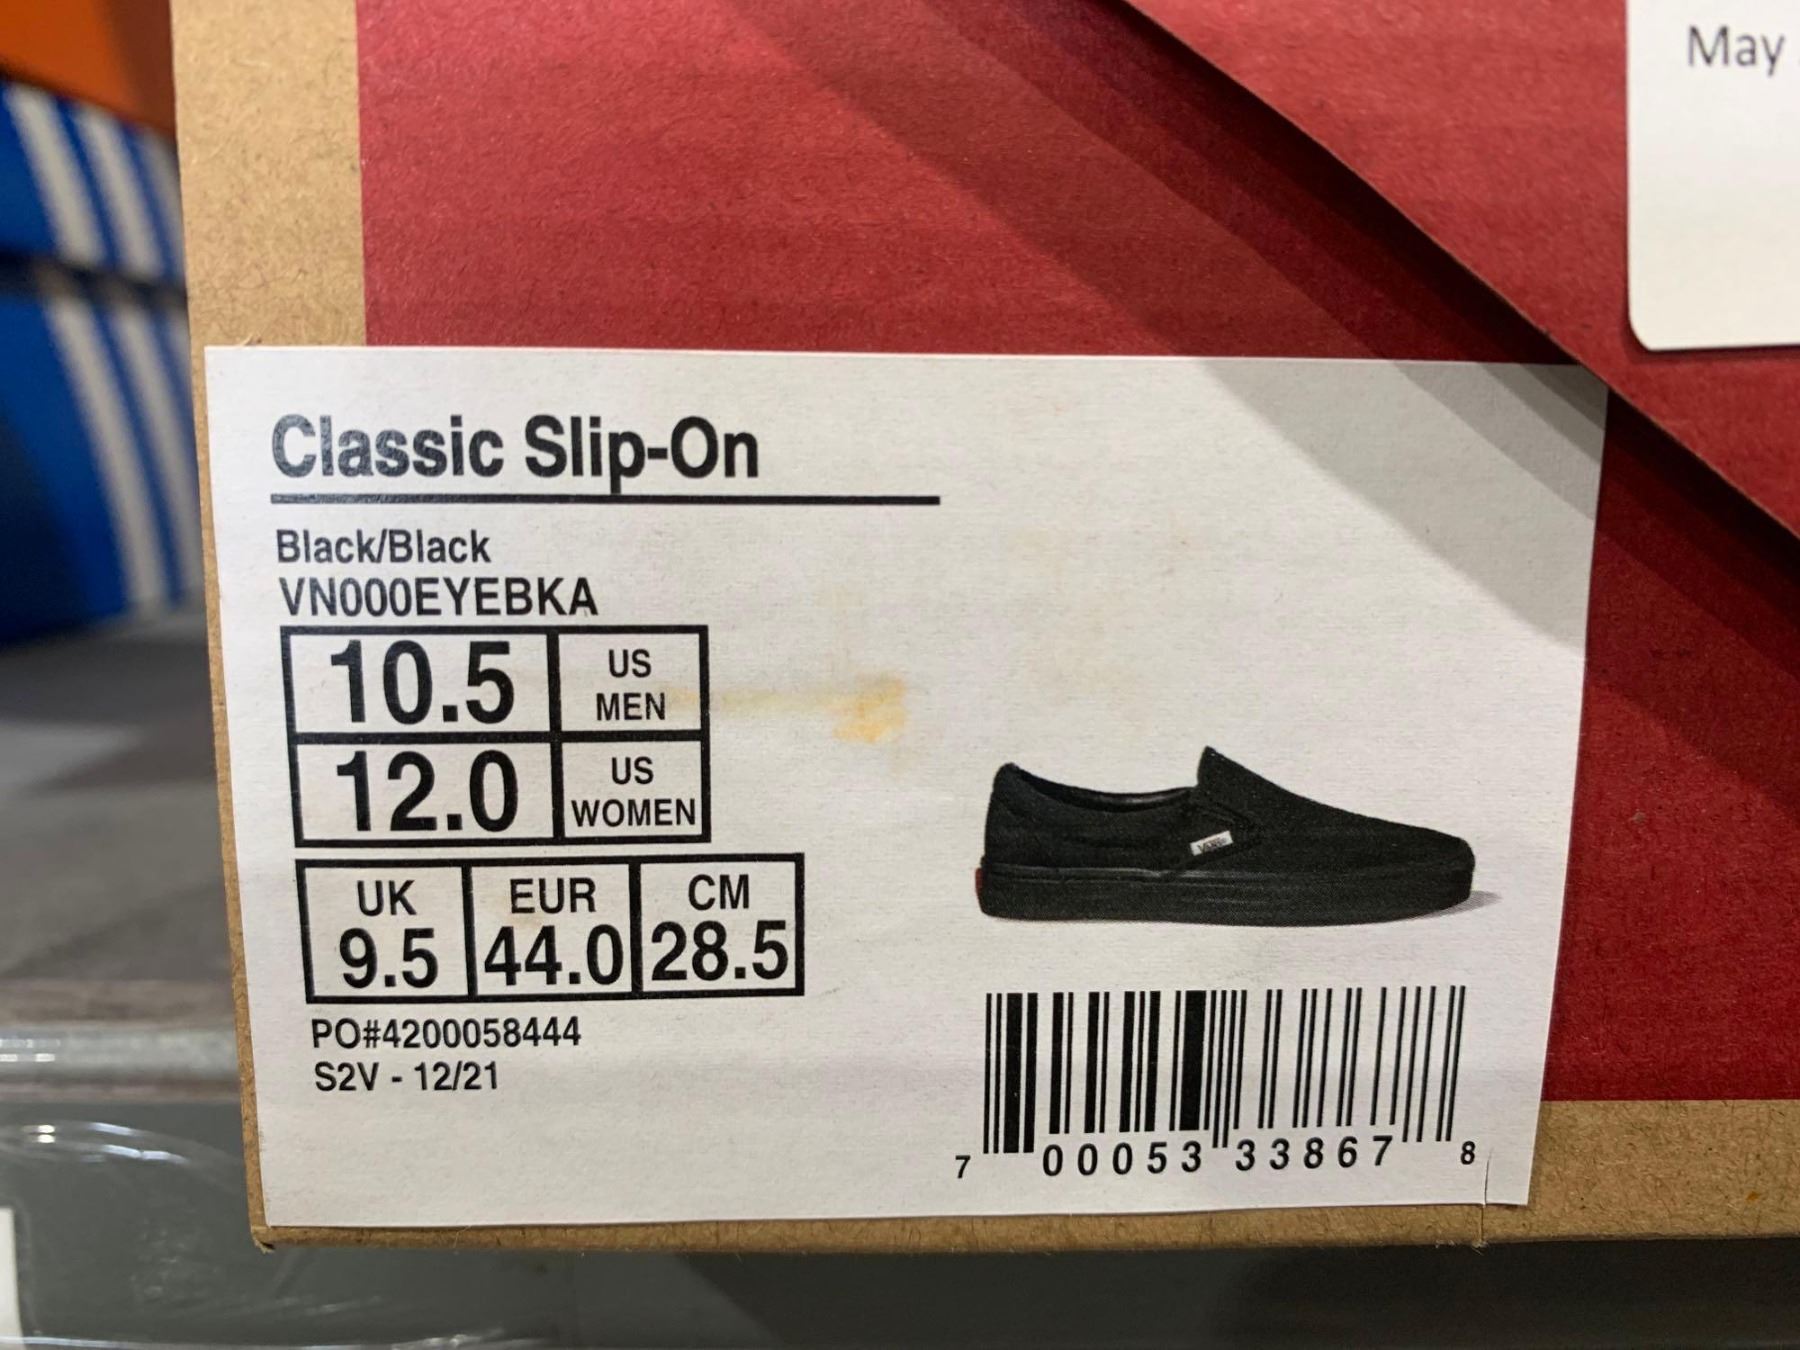 May
Classic Slip-On
Black/Black
VN000EYEBKA
10.5 US MEN
12.0 US WOMEN
UK EUR CM
9.5 44.0 28.5
PO#4200058444
S2V - 12/21
VANS
7 00053 33867 8